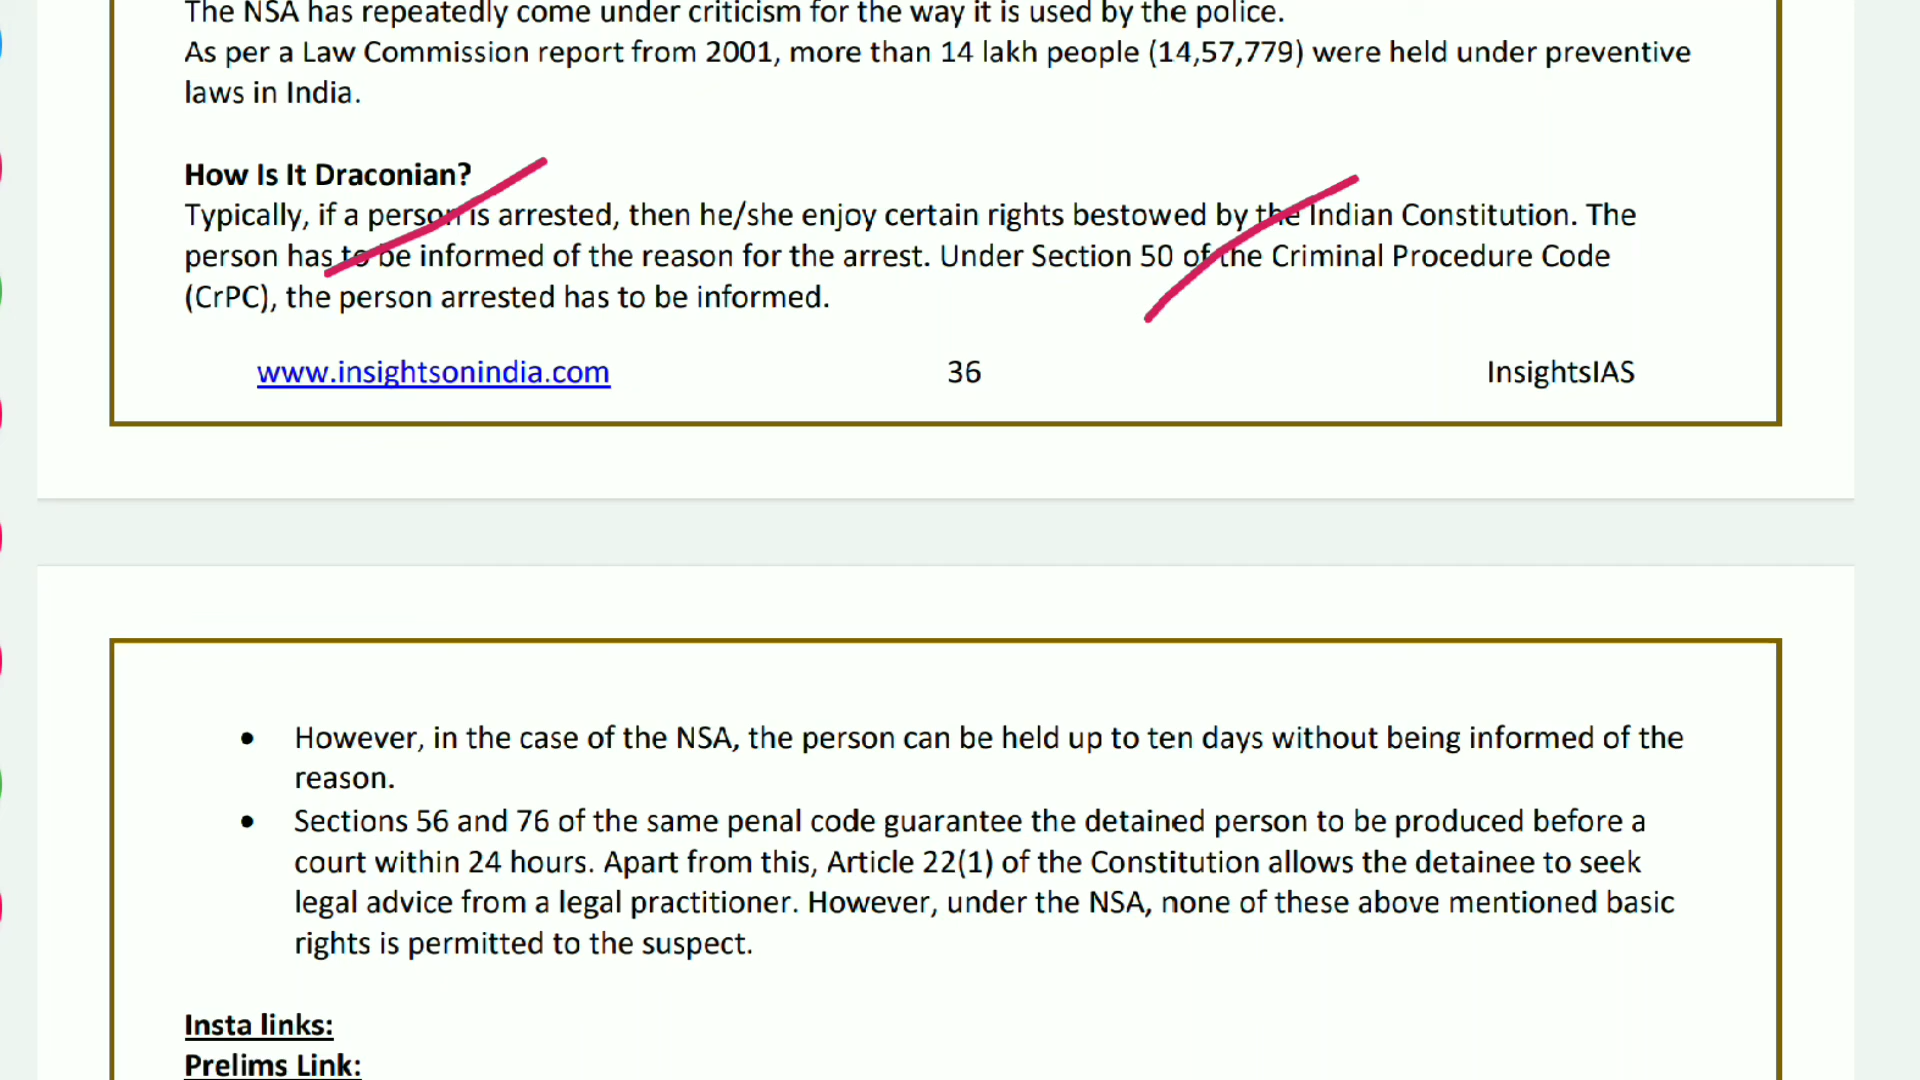 The NSA has repeatedly come under criticism for the way it is used by the police.
As per a Law Commission report from 2001, more than 14 lakh people (14,57,779) were held under preventive
laws in India.
How Is It Draconian?
Typically, if a person is arrested, then he/she enjoy certain rights bestowed by the Indian Constitution. The
person has to be informed of the reason for the arrest. Under Section 50 of the Criminal Procedure Code
(CrPC), the person arrested has to be informed.
www.insightsonindia.com 36 InsightsIAS
• However, in the case of the NSA, the person can be held up to ten days without being informed of the
reason.
• Sections 56 and 76 of the same penal code guarantee the detained person to be produced before a
court within 24 hours. Apart from this, Article 22(1) of the Constitution allows the detainee to seek
legal advice from a legal practitioner. However, under the NSA, none of these above mentioned basic
rights is permitted to the suspect.
Insta links:
Prelims Link: